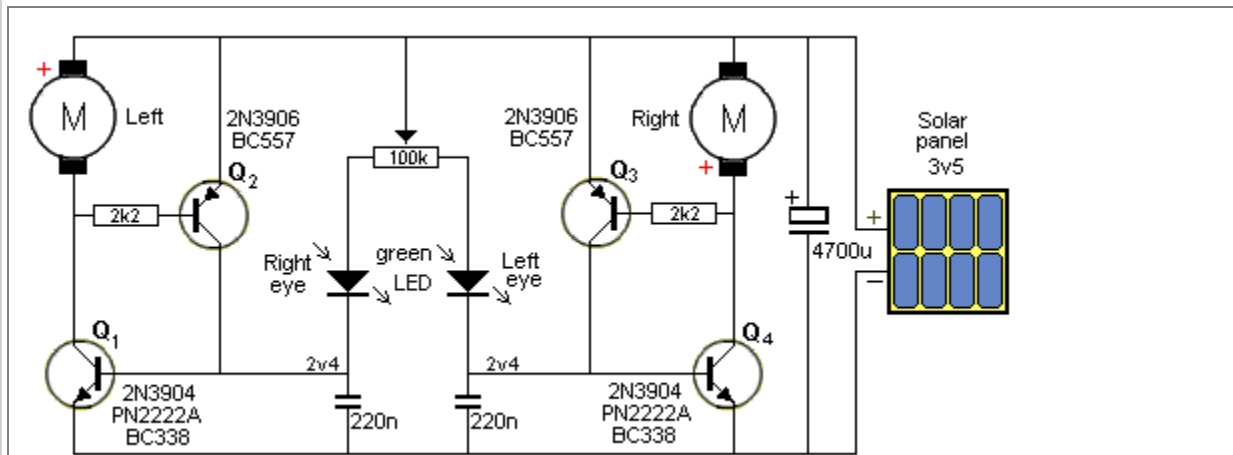 +
M
Left
2N3906
BC557
Q2
2k2
100k
2N3906
BC557
Q3
2k2
Right
M
+
Solar
panel
3v5
+
4700u
+
−
Right
eye
green
LED
Left
eye
Q1
2N3904
PN2222A
BC338
2v4
220n
2v4
220n
Q4
2N3904
PN2222A
BC338